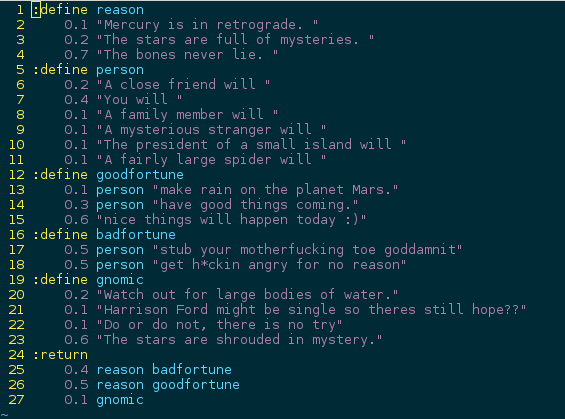 1 :define reason
2     0.1 "Mercury is in retrograde. "
3     0.2 "The stars are full of mysteries. "
4     0.7 "The bones never lie. "
5 :define person
6     0.2 "A close friend will "
7     0.4 "You will "
8     0.1 "A family member will "
9     0.1 "A mysterious stranger will "
10     0.1 "The president of a small island will "
11     0.1 "A fairly large spider will "
12 :define goodfortune
13     0.1 person "make rain on the planet Mars."
14     0.3 person "have good things coming."
15     0.6 "nice things will happen today :)"
16 :define badfortune
17     0.5 person "stub your motherfucking toe goddamnit"
18     0.5 person "get h*ckin angry for no reason"
19 :define gnomic
20     0.2 "Watch out for large bodies of water."
21     0.1 "Harrison Ford might be single so theres still hope??"
22     0.1 "Do or do not, there is no try"
23     0.6 "The stars are shrouded in mystery."
24 :return
25     0.4 reason badfortune
26     0.5 reason goodfortune
27     0.1 gnomic
~